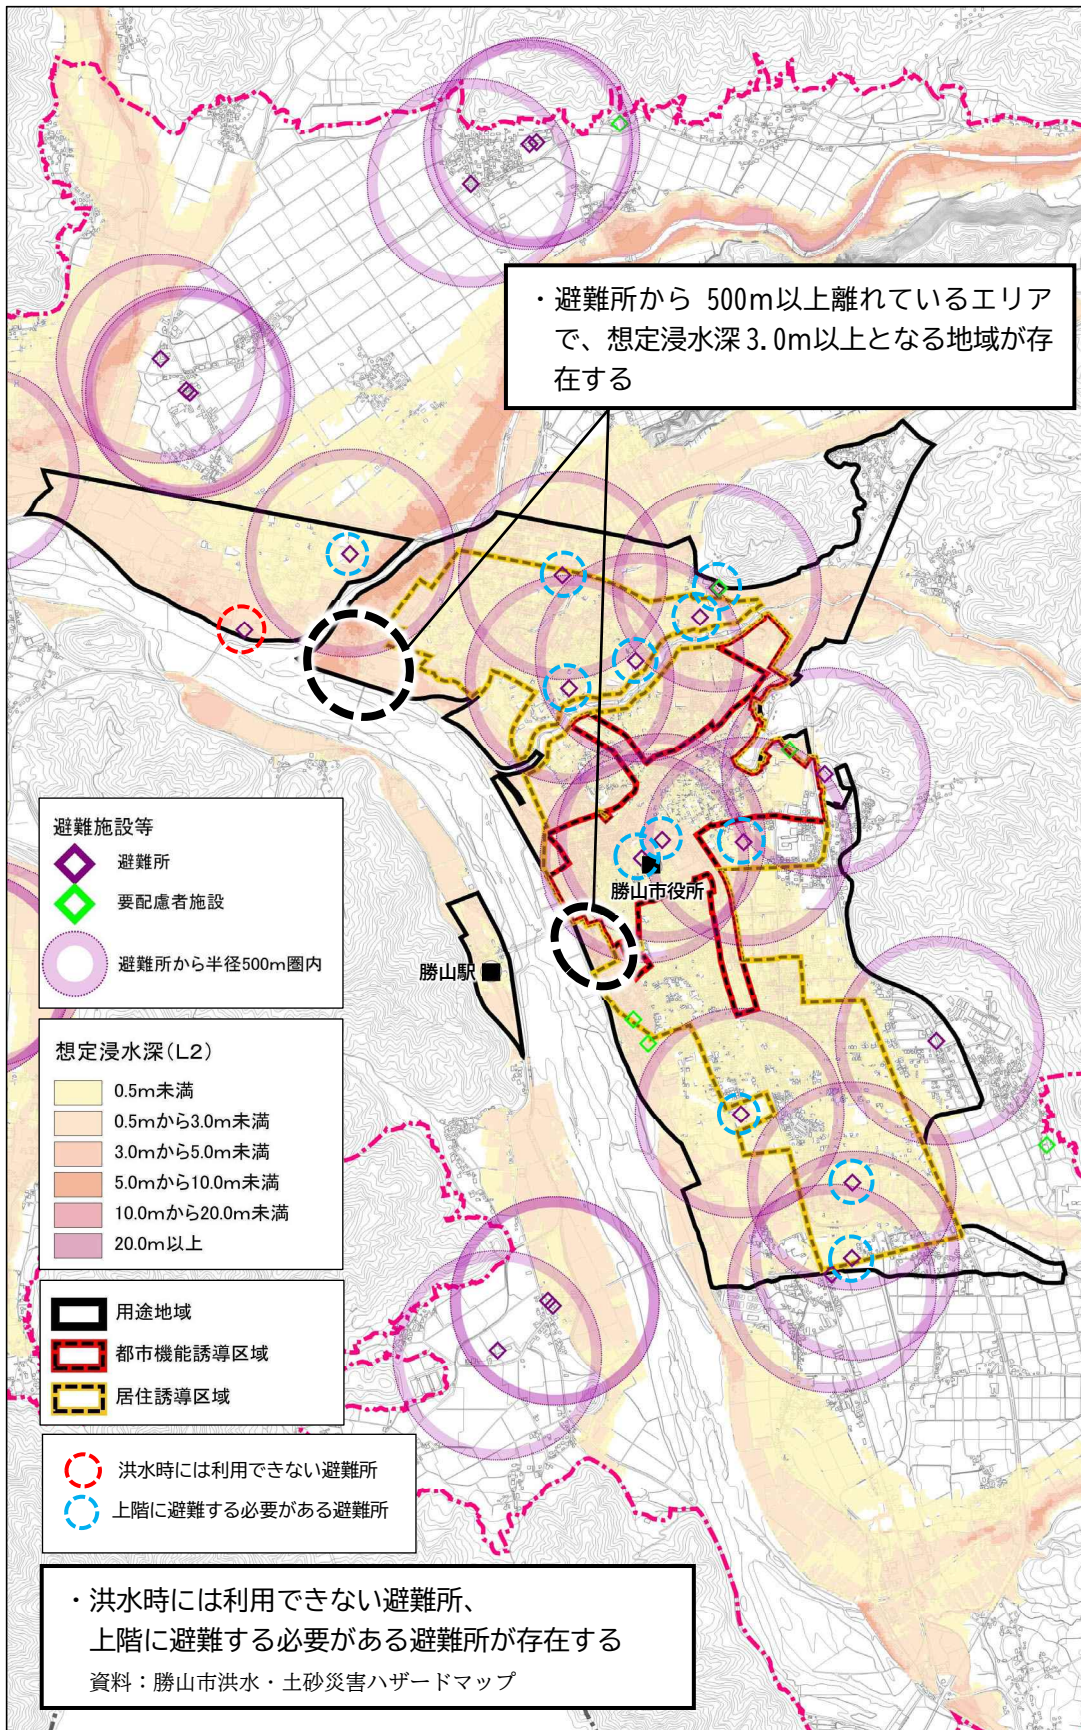 ・避難所から 500m以上離れているエリア
で、想定浸水深3.0m以上となる地域が存
在する
避難施設等
避難所
要配慮者施設
避難所から半径500m圏内
勝山市役所
勝山駅
想定浸水深(L2)
0.5m未満
0.5mから3.0m未満
3.0mから5.0m未満
5.0mから10.0m未満
10.0mから20.0m未満
20.0m以上
用途地域
都市機能誘導区域
居住誘導区域
洪水時には利用できない避難所
上階に避難する必要がある避難所
・洪水時には利用できない避難所、
上階に避難する必要がある避難所が存在する
資料:勝山市洪水・土砂災害ハザードマップ